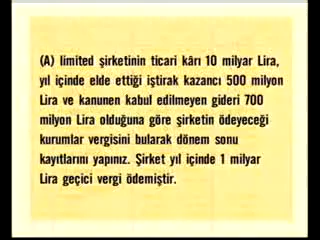 (A) limited şirketinin ticari kârı 10 milyar Lira,
yıl içinde elde ettiği iştirak kazancı 500 milyon
Lira ve kanunen kabul edilmeyen gideri 700
milyon Lira olduğuna göre şirketin ödeyeceği
kurumlar vergisini bularak dönem sonu
kayıtlarını yapınız. Şirket yıl içinde 1 milyar
Lira geçici vergi ödemiştir.